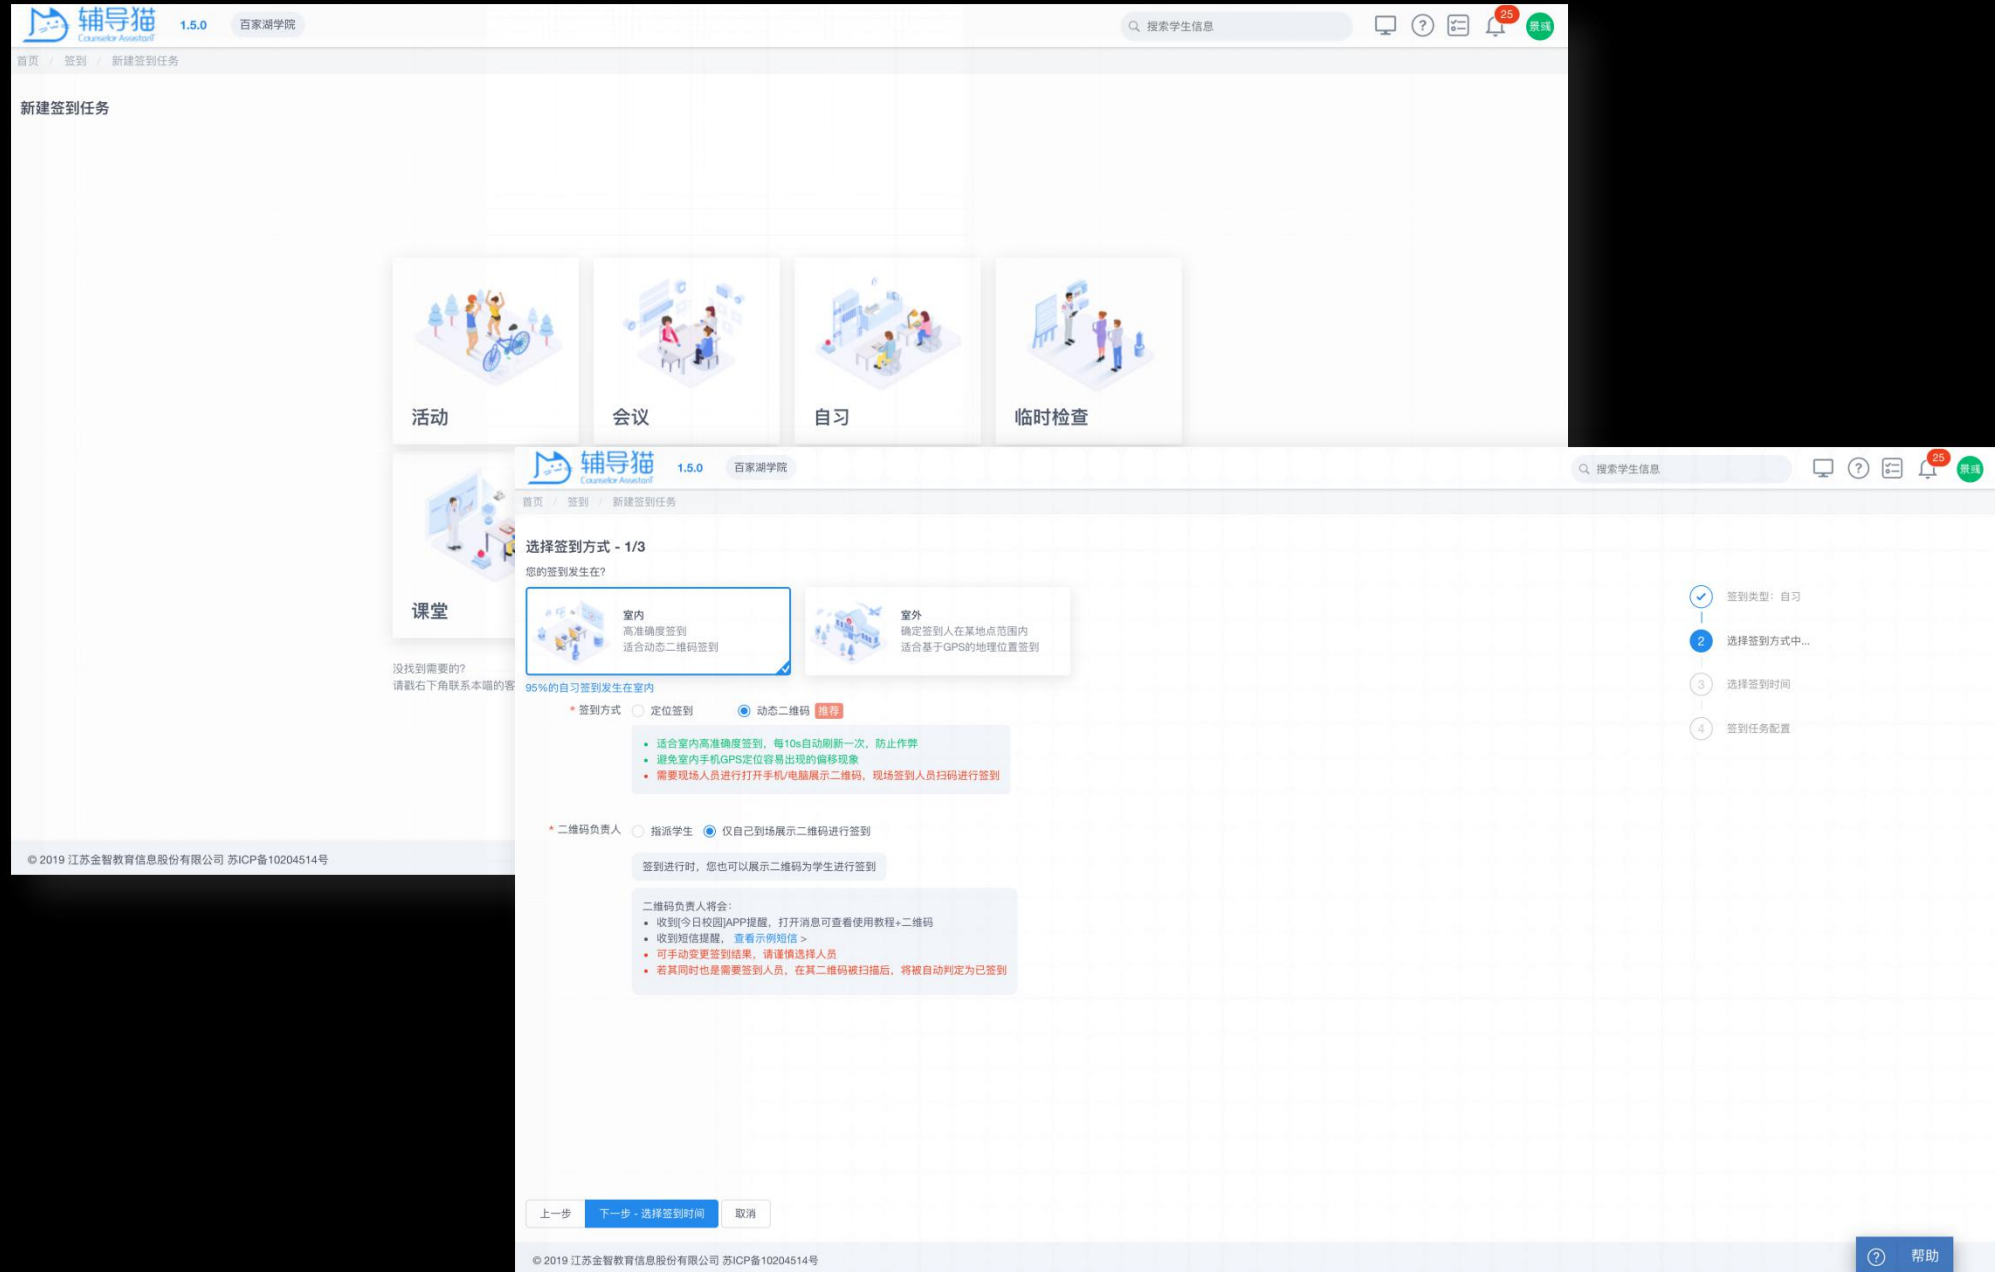 辅导猫
Counselor Assistant
1.5.0
百家湖学院
搜索学生信息
25
景彧
首页 / 签到 / 新建签到任务
新建签到任务
活动
会议
自习
临时检查
课堂
没找到需要的?
请戳右下角联系本喵的客
© 2019 江苏金智教育信息股份有限公司 苏ICP备10204514号
辅导猫
Counselor Assistant
1.5.0
百家湖学院
搜索学生信息
25
景彧
首页 / 签到 / 新建签到任务
选择签到方式 - 1/3
您的签到发生在?
室内
高准确度签到
适合动态二维码签到
室外
确定签到人在某地点范围内
适合基于GPS的地理位置签到
95%的自习签到发生在室内
* 签到方式 定位签到 动态二维码 推荐
• 适合室内高准确度签到，每10s自动刷新一次，防止作弊
• 避免室内手机GPS定位容易出现的偏移现象
• 需要现场人员进行打开手机/电脑展示二维码，现场签到人员扫码进行签到
* 二维码负责人 指派学生 仅自己到场展示二维码进行签到
签到进行时，您也可以展示二维码为学生进行签到
二维码负责人将会：
• 收到[今日校园]APP提醒，打开消息可查看使用教程+二维码
• 收到短信提醒， 查看示例短信 >
• 可手动变更签到结果，请谨慎选择人员
• 若其同时也是需要签到人员，在其二维码被扫描后，将被自动判定为已签到
签到类型：自习
2 选择签到方式中...
3 选择签到时间
4 签到任务配置
上一步
下一步 - 选择签到时间
取消
© 2019 江苏金智教育信息股份有限公司 苏ICP备10204514号
帮助